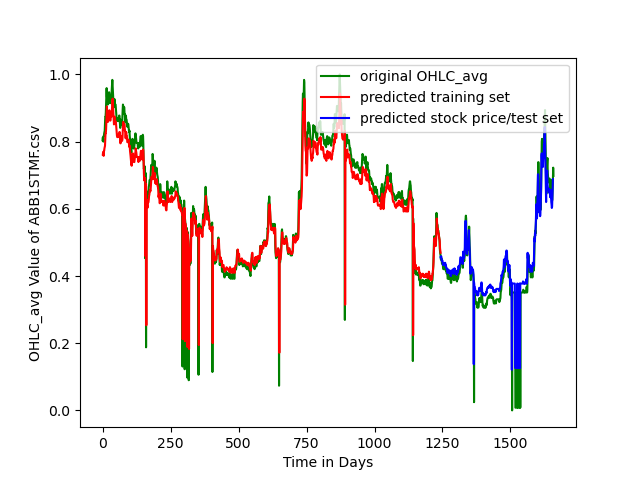 original OHLC_avg
predicted training set
predicted stock price/test set
OHLC_avg Value of ABB1STMF.csv
1.0
0.8
0.6
0.4
0.2
0.0
0 250 500 750 1000 1250 1500
Time in Days